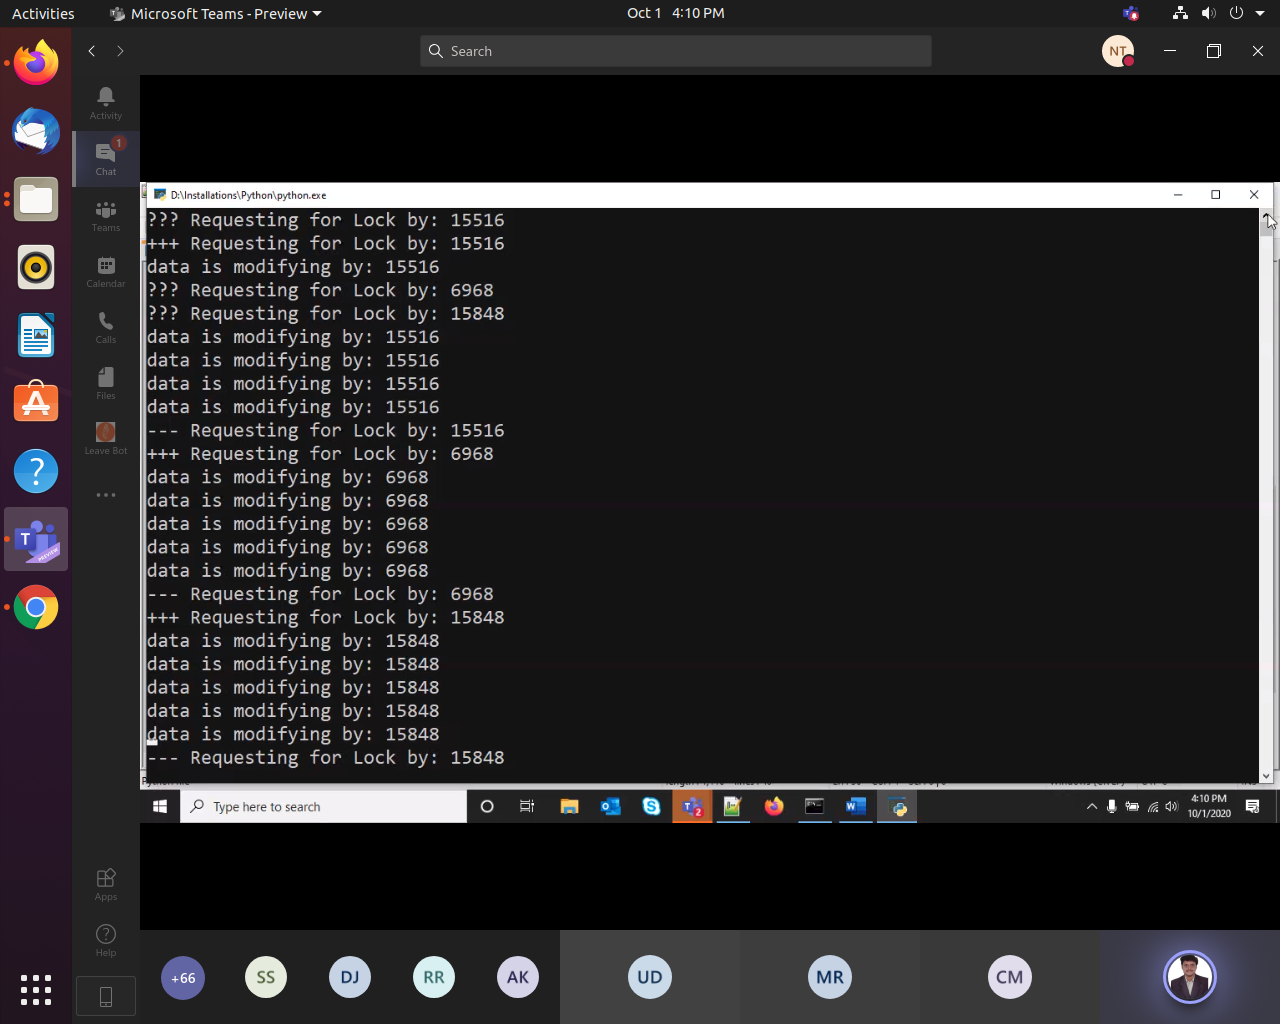 Activities
Microsoft Teams - Preview
Oct 1 4:10 PM
Search
NT
Activity
1
Chat
Teams
Calendar
Calls
Files
Leave Bot
Apps
Help
D:\Installations\Python\python.exe
??? Requesting for Lock by: 15516
+++ Requesting for Lock by: 15516
data is modifying by: 15516
??? Requesting for Lock by: 6968
??? Requesting for Lock by: 15848
data is modifying by: 15516
data is modifying by: 15516
data is modifying by: 15516
data is modifying by: 15516
--- Requesting for Lock by: 15516
+++ Requesting for Lock by: 6968
data is modifying by: 6968
data is modifying by: 6968
data is modifying by: 6968
data is modifying by: 6968
data is modifying by: 6968
--- Requesting for Lock by: 6968
+++ Requesting for Lock by: 15848
data is modifying by: 15848
data is modifying by: 15848
data is modifying by: 15848
data is modifying by: 15848
data is modifying by: 15848
--- Requesting for Lock by: 15848
Type here to search
2
4:10 PM
10/1/2020
+66
SS
DJ
RR
AK
UD
MR
CM